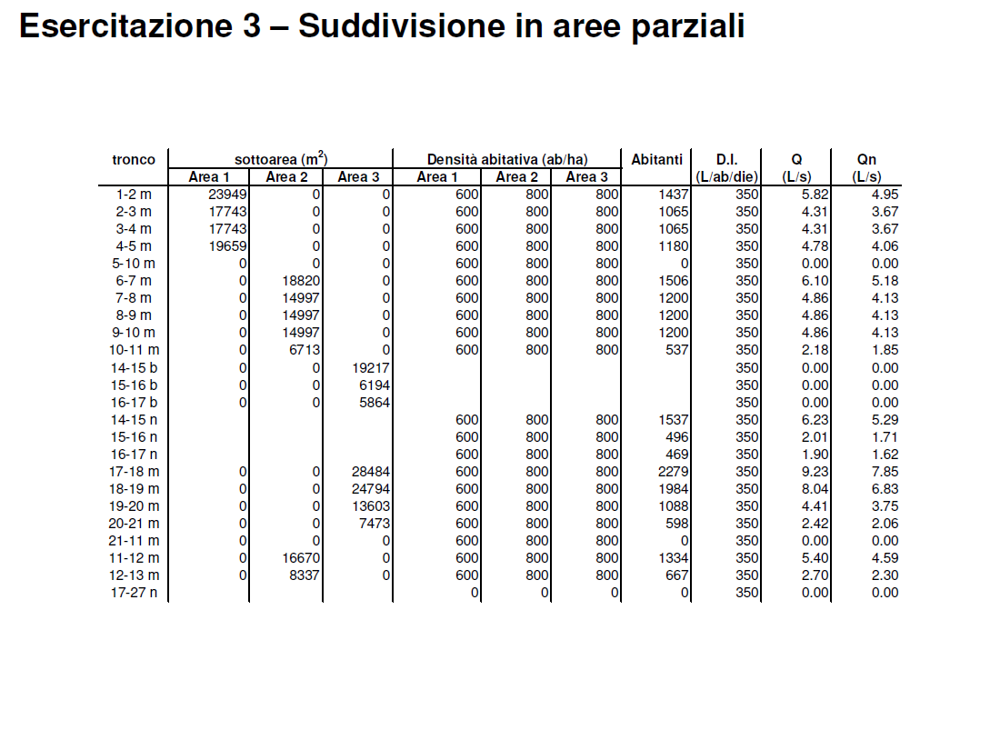 Esercitazione 3 – Suddivisione in aree parziali
tronco sottoarea (m²) Densità abitativa (ab/ha) Abitanti D.I. Q Qn
Area 1 Area 2 Area 3 Area 1 Area 2 Area 3 (L/ab/die) (L/s) (L/s)
1-2 m 23949 0 0 600 800 800 1437 350 5.82 4.95
2-3 m 17743 0 0 600 800 800 1065 350 4.31 3.67
3-4 m 17743 0 0 600 800 800 1065 350 4.31 3.67
4-5 m 19659 0 0 600 800 800 1180 350 4.78 4.06
5-10 m 0 0 0 600 800 800 0 350 0.00 0.00
6-7 m 0 18820 0 600 800 800 1506 350 6.10 5.18
7-8 m 0 14997 0 600 800 800 1200 350 4.86 4.13
8-9 m 0 14997 0 600 800 800 1200 350 4.86 4.13
9-10 m 0 14997 0 600 800 800 1200 350 4.86 4.13
10-11 m 0 6713 0 600 800 800 537 350 2.18 1.85
14-15 b 0 0 19217 350 0.00 0.00
15-16 b 0 0 6194 350 0.00 0.00
16-17 b 0 0 5864 350 0.00 0.00
14-15 n 600 800 800 1537 350 6.23 5.29
15-16 n 600 800 800 496 350 2.01 1.71
16-17 n 600 800 800 469 350 1.90 1.62
17-18 m 0 0 28484 600 800 800 2279 350 9.23 7.85
18-19 m 0 0 24794 600 800 800 1984 350 8.04 6.83
19-20 m 0 0 13603 600 800 800 1088 350 4.41 3.75
20-21 m 0 0 7473 600 800 800 598 350 2.42 2.06
21-11 m 0 0 0 600 800 800 0 350 0.00 0.00
11-12 m 0 16670 0 600 800 800 1334 350 5.40 4.59
12-13 m 0 8337 0 600 800 800 667 350 2.70 2.30
17-27 n 0 0 0 0 350 0.00 0.00